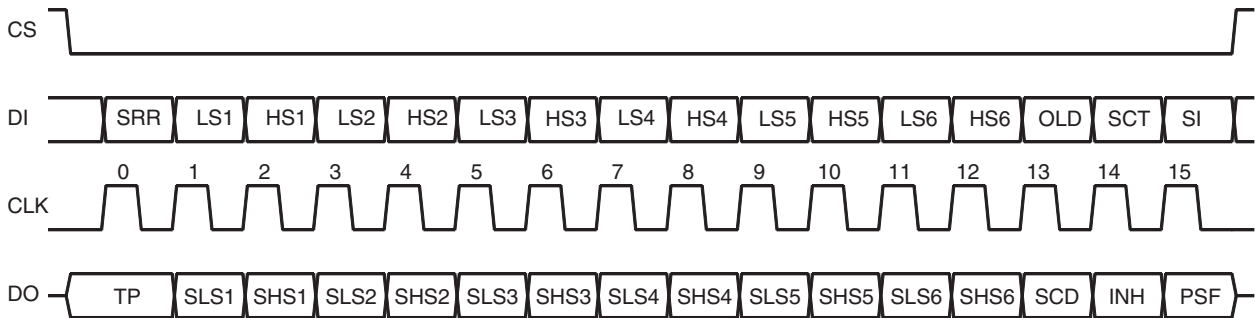 CS
DI SRR LS1 HS1 LS2 HS2 LS3 HS3 LS4 HS4 LS5 HS5 LS6 HS6 OLD SCT SI
0 1 2 3 4 5 6 7 8 9 10 11 12 13 14 15
CLK
DO TP SLS1 SHS1 SLS2 SHS2 SLS3 SHS3 SLS4 SHS4 SLS5 SHS5 SLS6 SHS6 SCD INH PSF